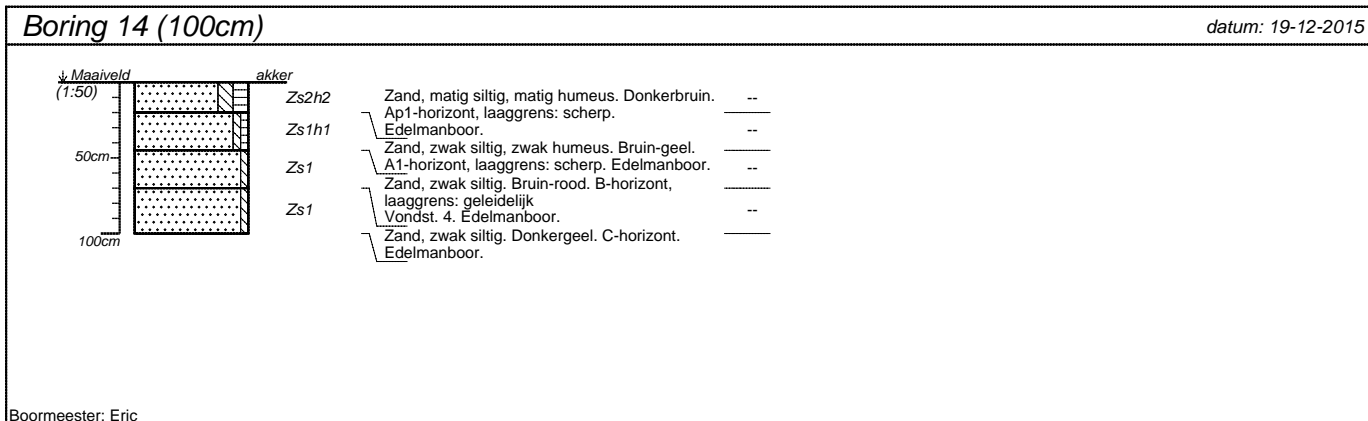 Boring 14 (100cm)
datum: 19-12-2015
Maaiveld
akker
(1:50)
Zs2h2
Zand, matig siltig, matig humeus. Donkerbruin.
--
Ap1-horizont, laaggrens: scherp.
Zs1h1
Edelmanboor.
--
Zand, zwak siltig, zwak humeus. Bruin-geel.
50cm
Zs1
A1-horizont, laaggrens: scherp. Edelmanboor.
--
Zand, zwak siltig. Bruin-rood. B-horizont,
laaggrens: geleidelijk
Zs1
Vondst. 4. Edelmanboor.
--
100cm
Zand, zwak siltig. Donkergeel. C-horizont.
Edelmanboor.
Boormeester: Eric